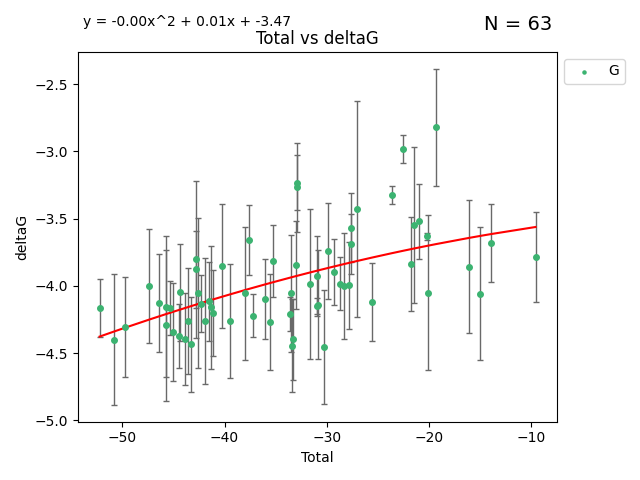 y = -0.00x^2 + 0.01x + -3.47
N = 63
Total vs deltaG
G
deltaG
−2.5
−3.0
−3.5
−4.0
−4.5
−5.0
−50 −40 −30 −20 −10
Total